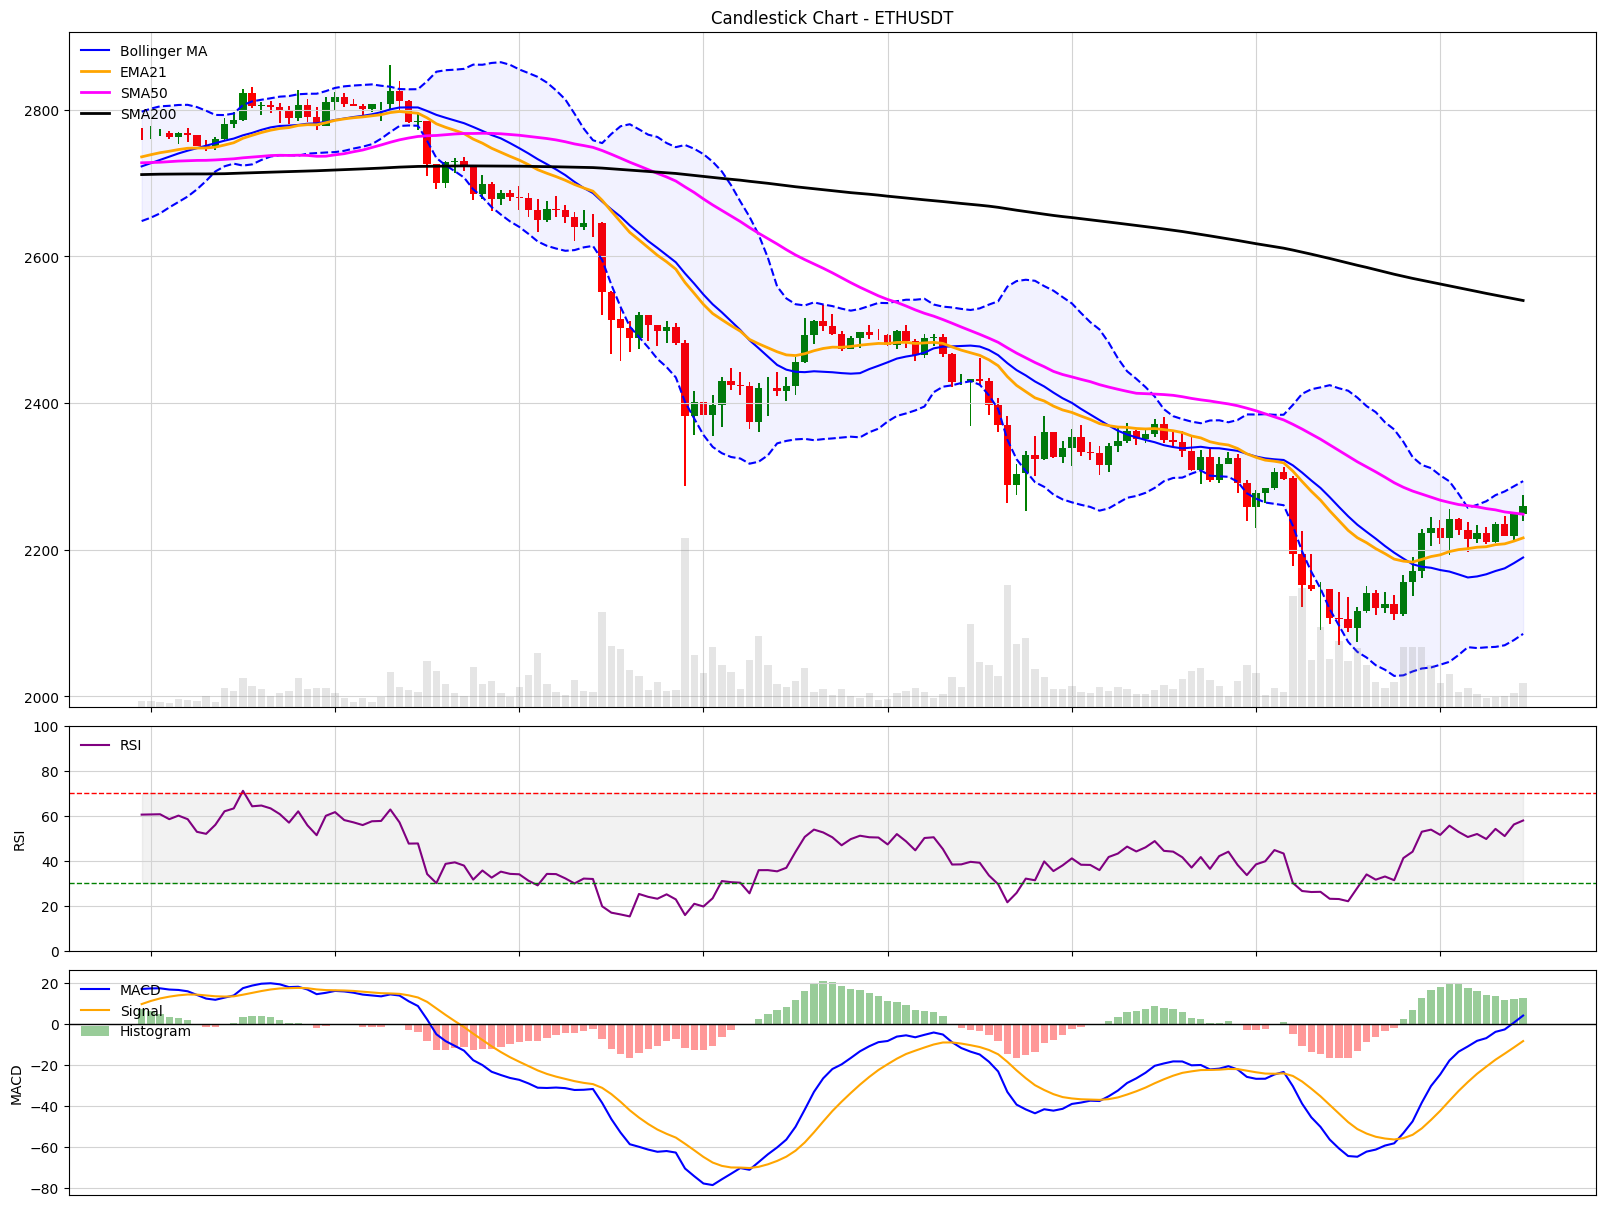 Candlestick Chart - ETHUSDT
Bollinger MA
EMA21
SMA50
SMA200
2800
2600
2400
2200
2000
RSI
100
80
60
40
20
0
RSI
MACD
Signal
Histogram
20
0
−20
−40
−60
−80
MACD